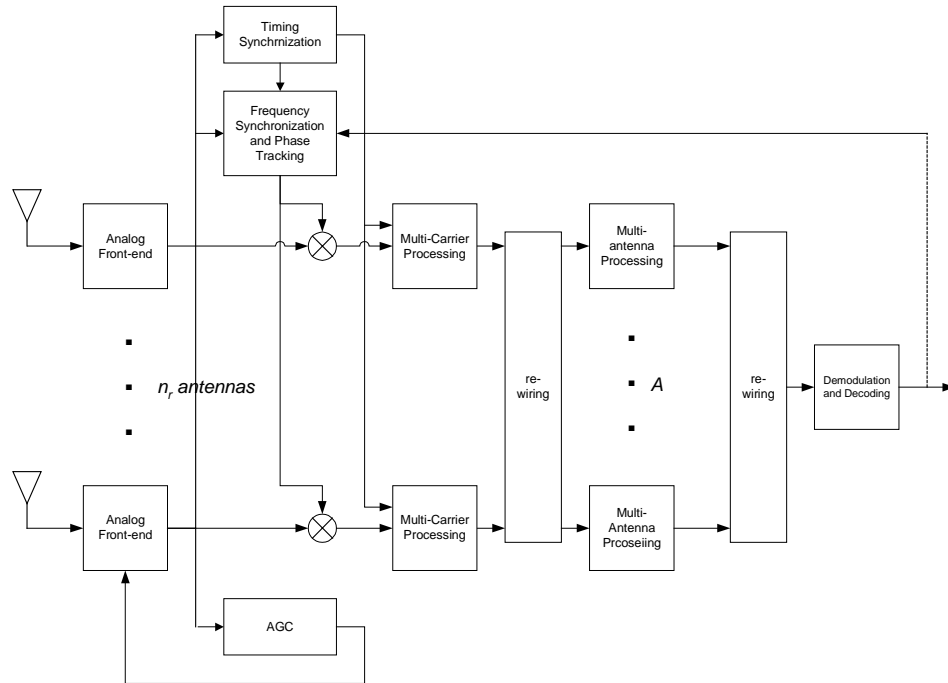 Timing
Synchrnization
Frequency
Synchronization
and Phase
Tracking
Analog
Front-end
Multi-Carrier
Processing
Multi-
antenna
Processing
n_r antennas
re-
wiring
A
re-
wiring
Demodulation
and Decoding
Analog
Front-end
Multi-Carrier
Processing
Multi-
Antenna
Prcoseiing
AGC